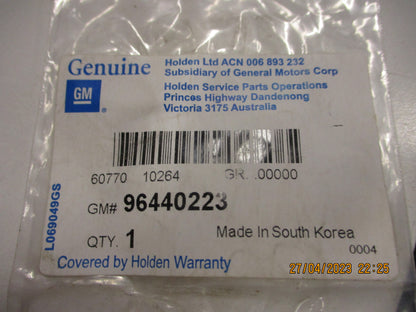 Genuine
GM
Holden Ltd ACN 006 893 232
Subsidiary of General Motors Corp
Holden Service Parts Operations
Princes Highway Dandenong
Victoria 3175 Australia
60770 10264 GR. .00000
GM# 96440223
L069049GS
QTY. 1
Made In South Korea
0004
Covered by Holden Warranty
27/04/2023 22:25